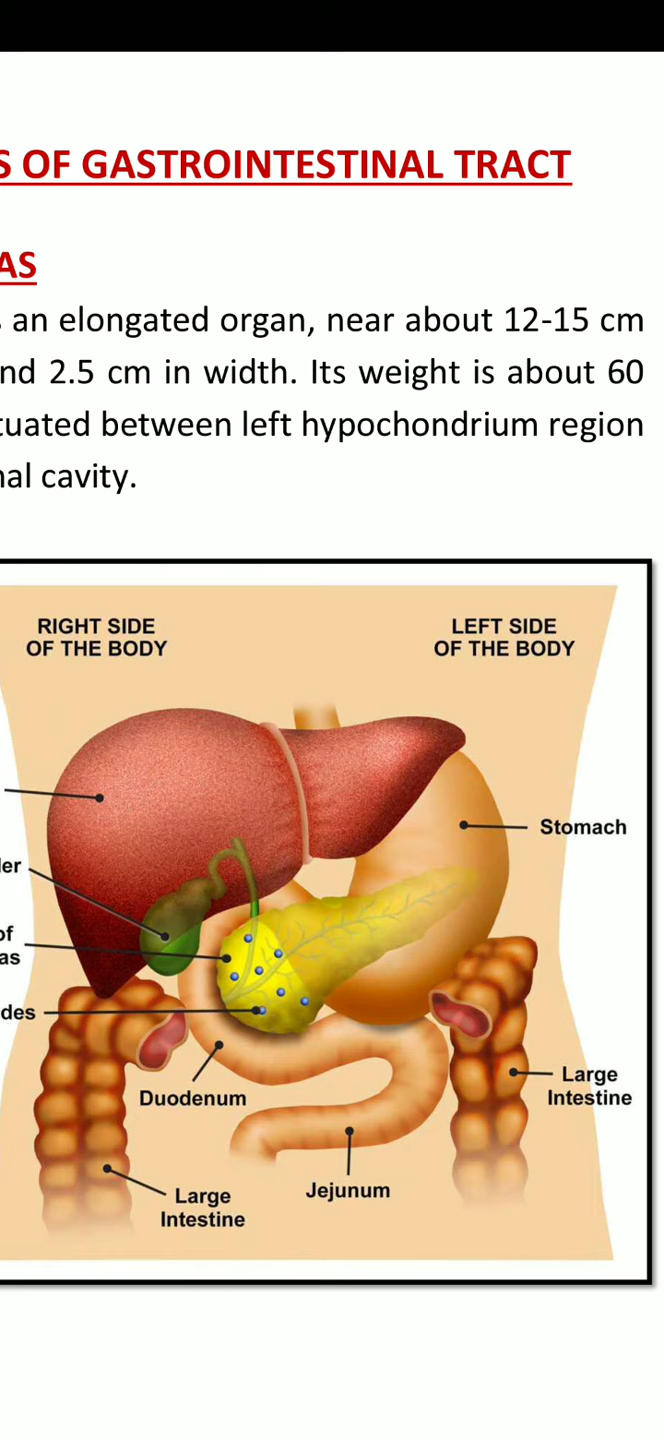 S OF GASTROINTESTINAL TRACT
AS
an elongated organ, near about 12-15 cm
nd 2.5 cm in width. Its weight is about 60
tuated between left hypochondrium region
nal cavity.
RIGHT SIDE
OF THE BODY
LEFT SIDE
OF THE BODY
Stomach
ler
of
as
des
Duodenum
Large
Intestine
Jejunum
Large
Intestine